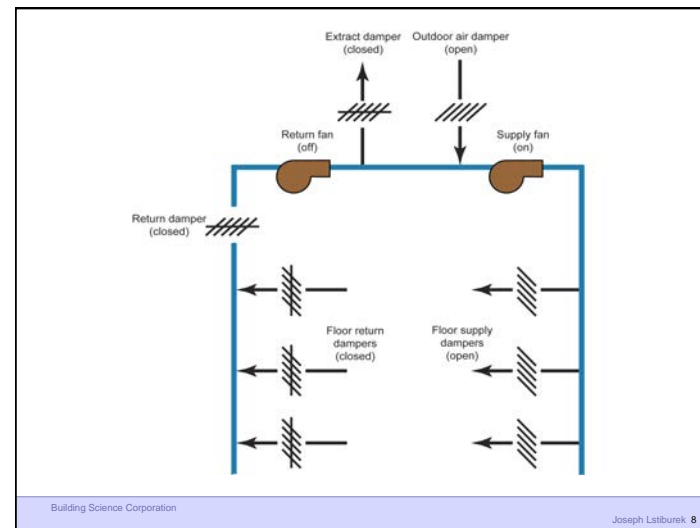 Extract damper
(closed)
Outdoor air damper
(open)
Return fan
(off)
Supply fan
(on)
Return damper
(closed)
Floor return
dampers
(closed)
Floor supply
dampers
(open)
Building Science Corporation
Joseph Lstiburek 8